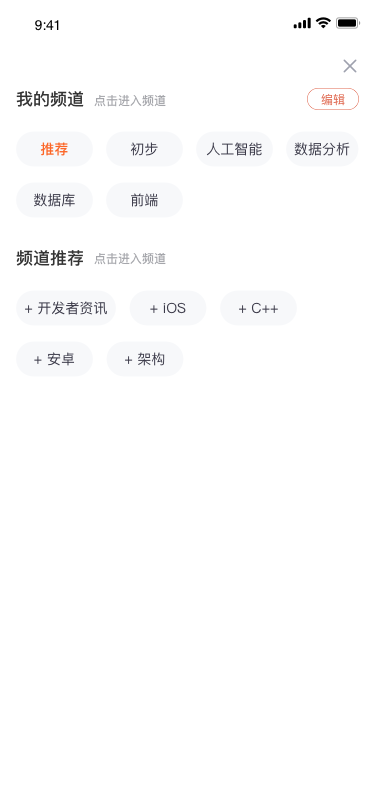 9:41
我的频道 点击进入频道 编辑
推荐 初步 人工智能 数据分析
数据库 前端
频道推荐 点击进入频道
+ 开发者资讯 + iOS + C++
+ 安卓 + 架构